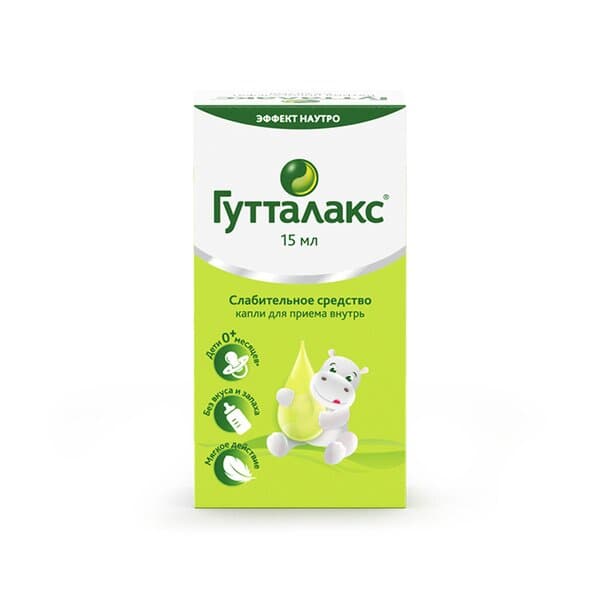 Гутталакс
ЭФФЕКТ НАУТРО
Гутталакс®
15 мл
Слабительное средство
капли для приема внутрь
Дети 0+ месяцев*
Без вкуса и запаха
Мягкое действие